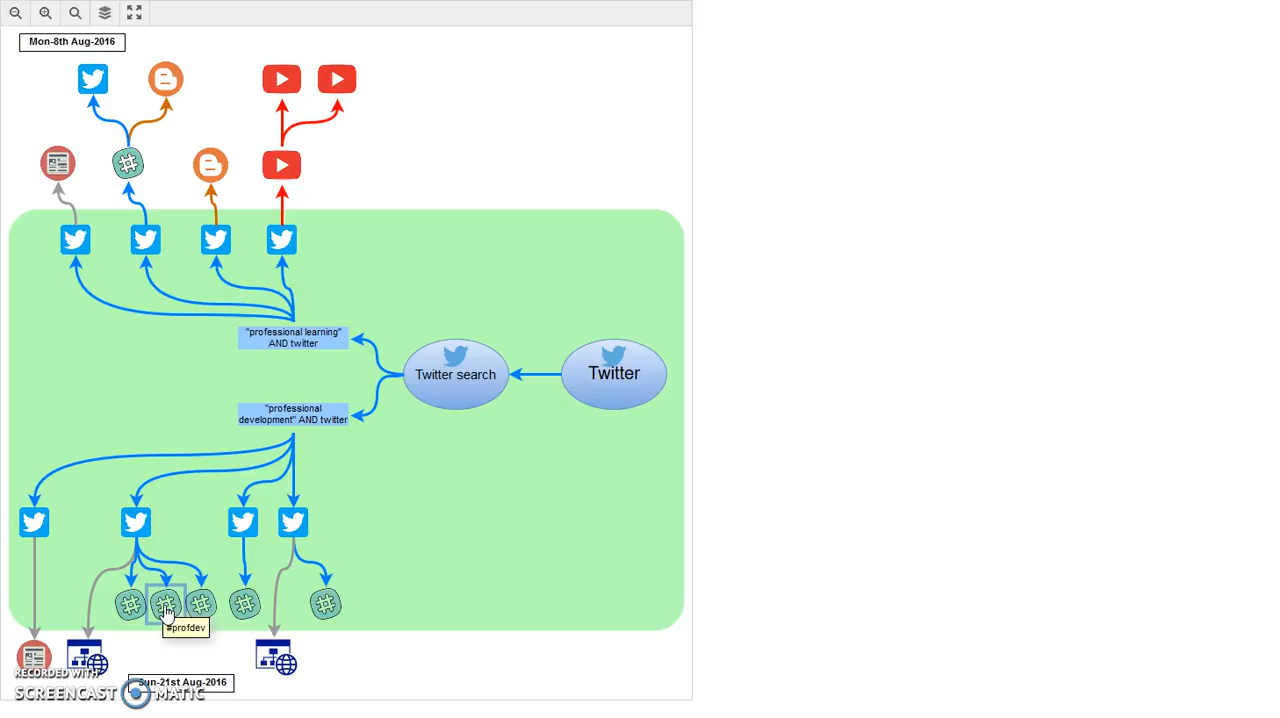 Mon-8th Aug-2016
"professional learning"
AND twitter
Twitter search
Twitter
"professional
development" AND twitter
#profdev
Sun-21st Aug-2016
RECORDED WITH
SCREENCAST MATIC